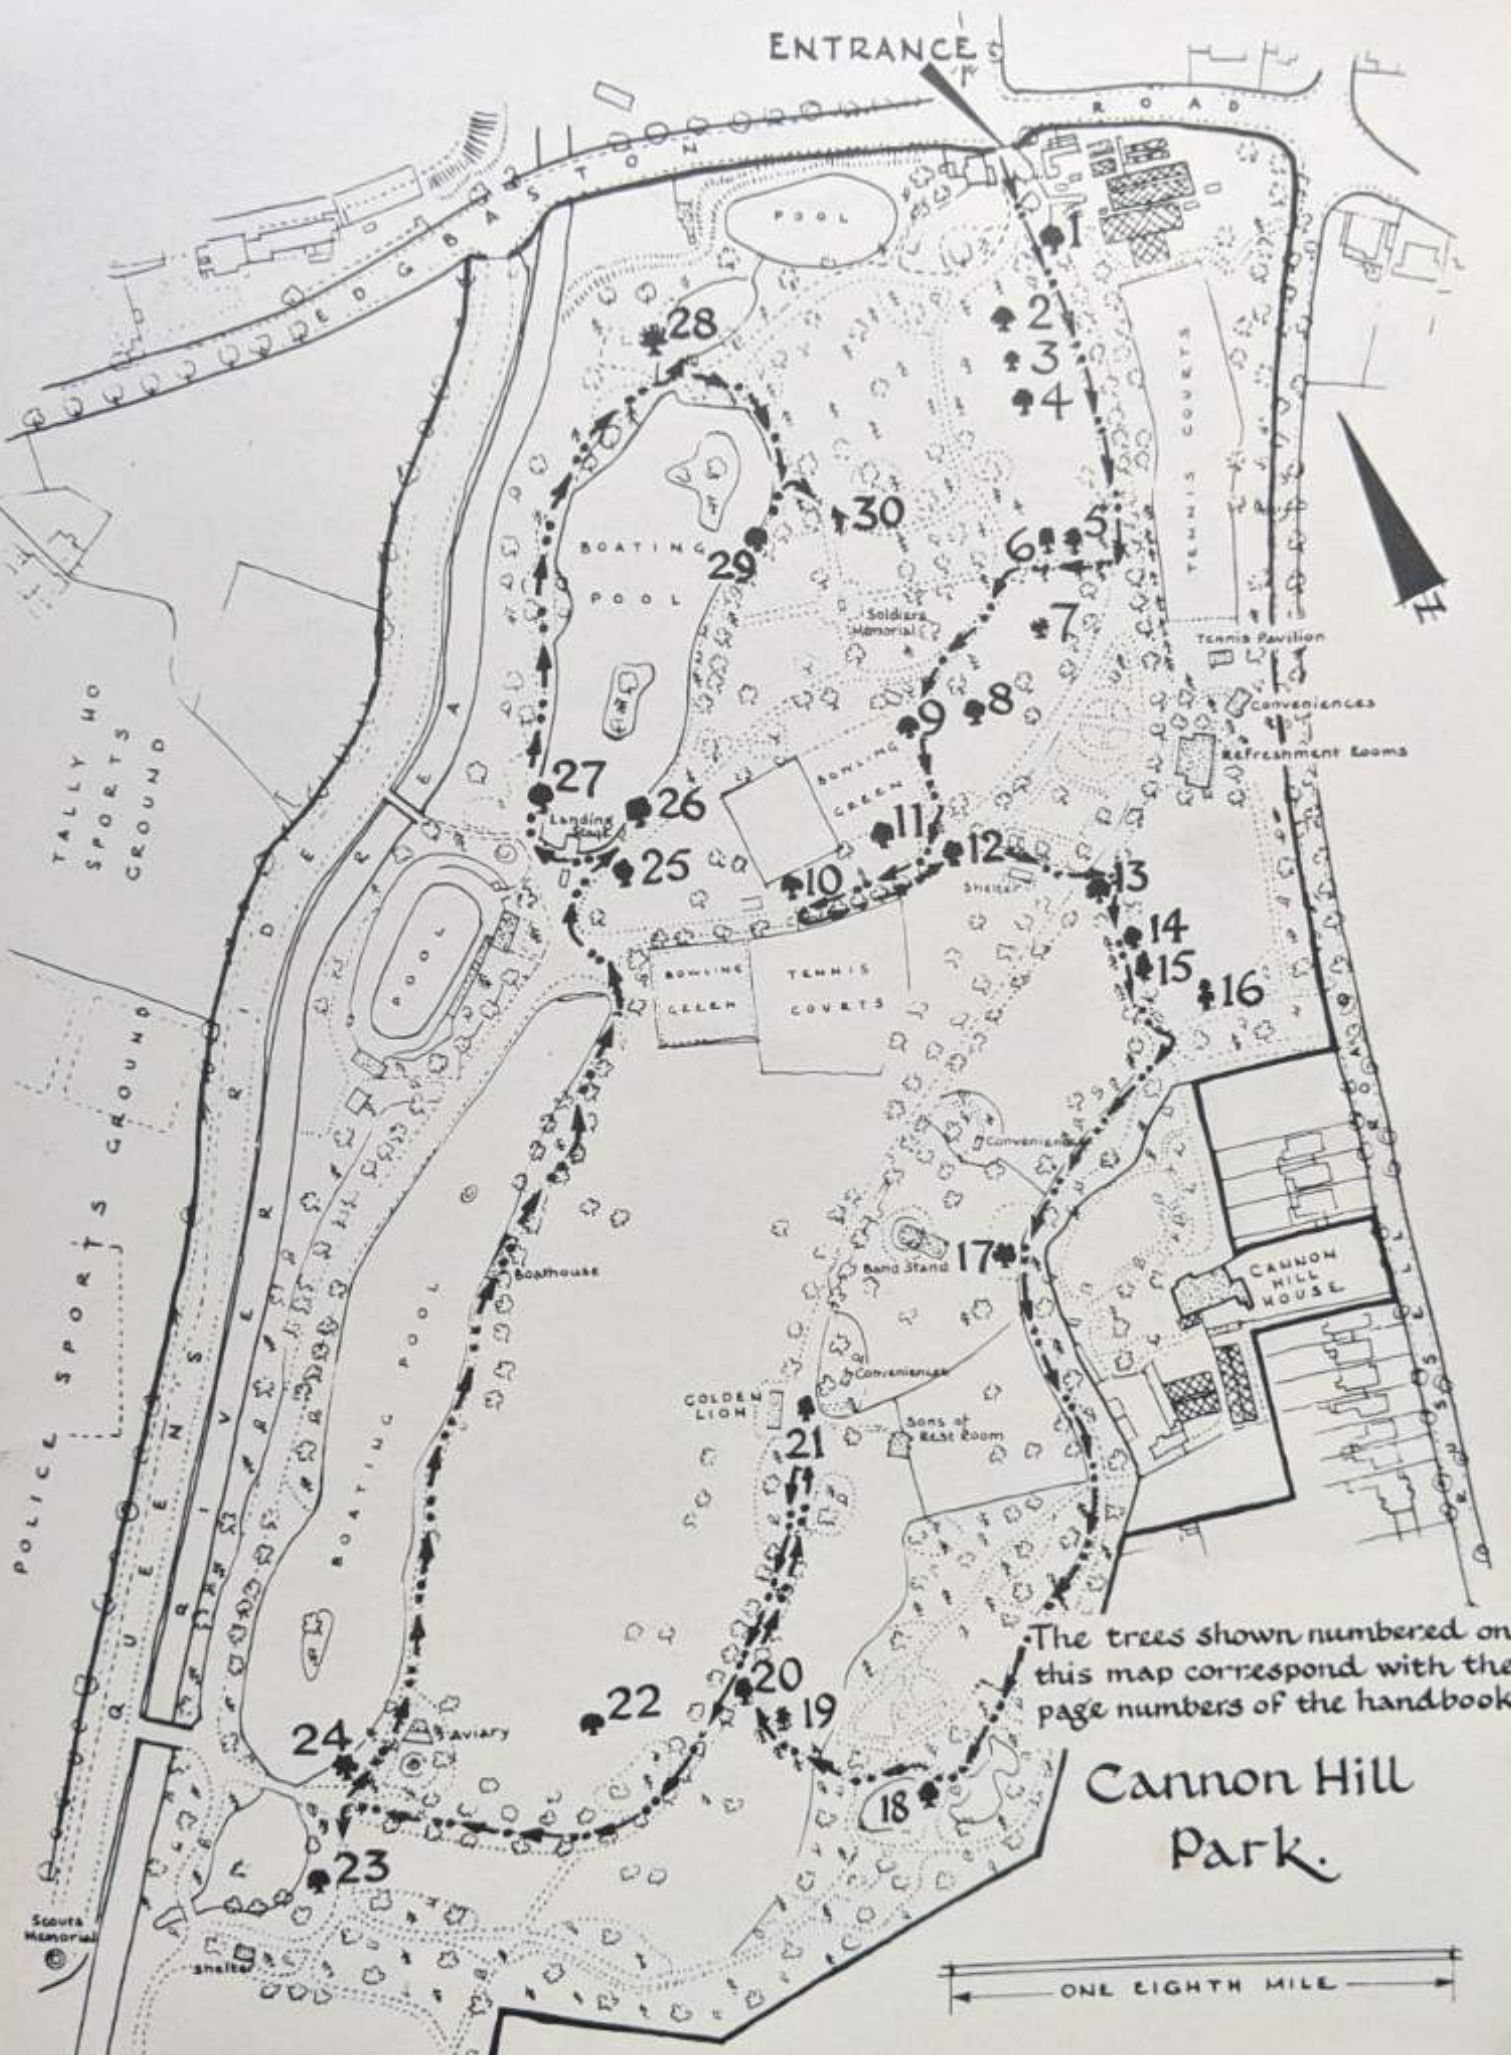 ENTRANCE
ROAD
EDGBASTON
POOL
1
2
28
3
4
TENNIS COURTS
30
5
6
29
BOATING
POOL
Soldiers
Memorial
7
Tennis Pavilion
N
Conveniences
8
9
Refreshment Rooms
BOWLING
GREEN
TALLY HO
SPORTS
GROUND
27
26
Landing
Stage
11
12
25
10
Shelter
13
14
15
16
POOL
BOWLING
GREEN
TENNIS
COURTS
RIVER REA
QUEENS RIDE
POLICE SPORTS GROUND
Conveniences
Boathouse
Band Stand
17
CANNON
HILL
HOUSE
RUSSELL ROAD
BOATING POOL
Conveniences
GOLDEN
LION
Sons of
Rest Room
21
The trees shown numbered on
this map correspond with the
page numbers of the handbook
20
22
19
24
Aviary
18
Cannon Hill
Park.
23
Scouts
Memorial
Shelter
ONE EIGHTH MILE